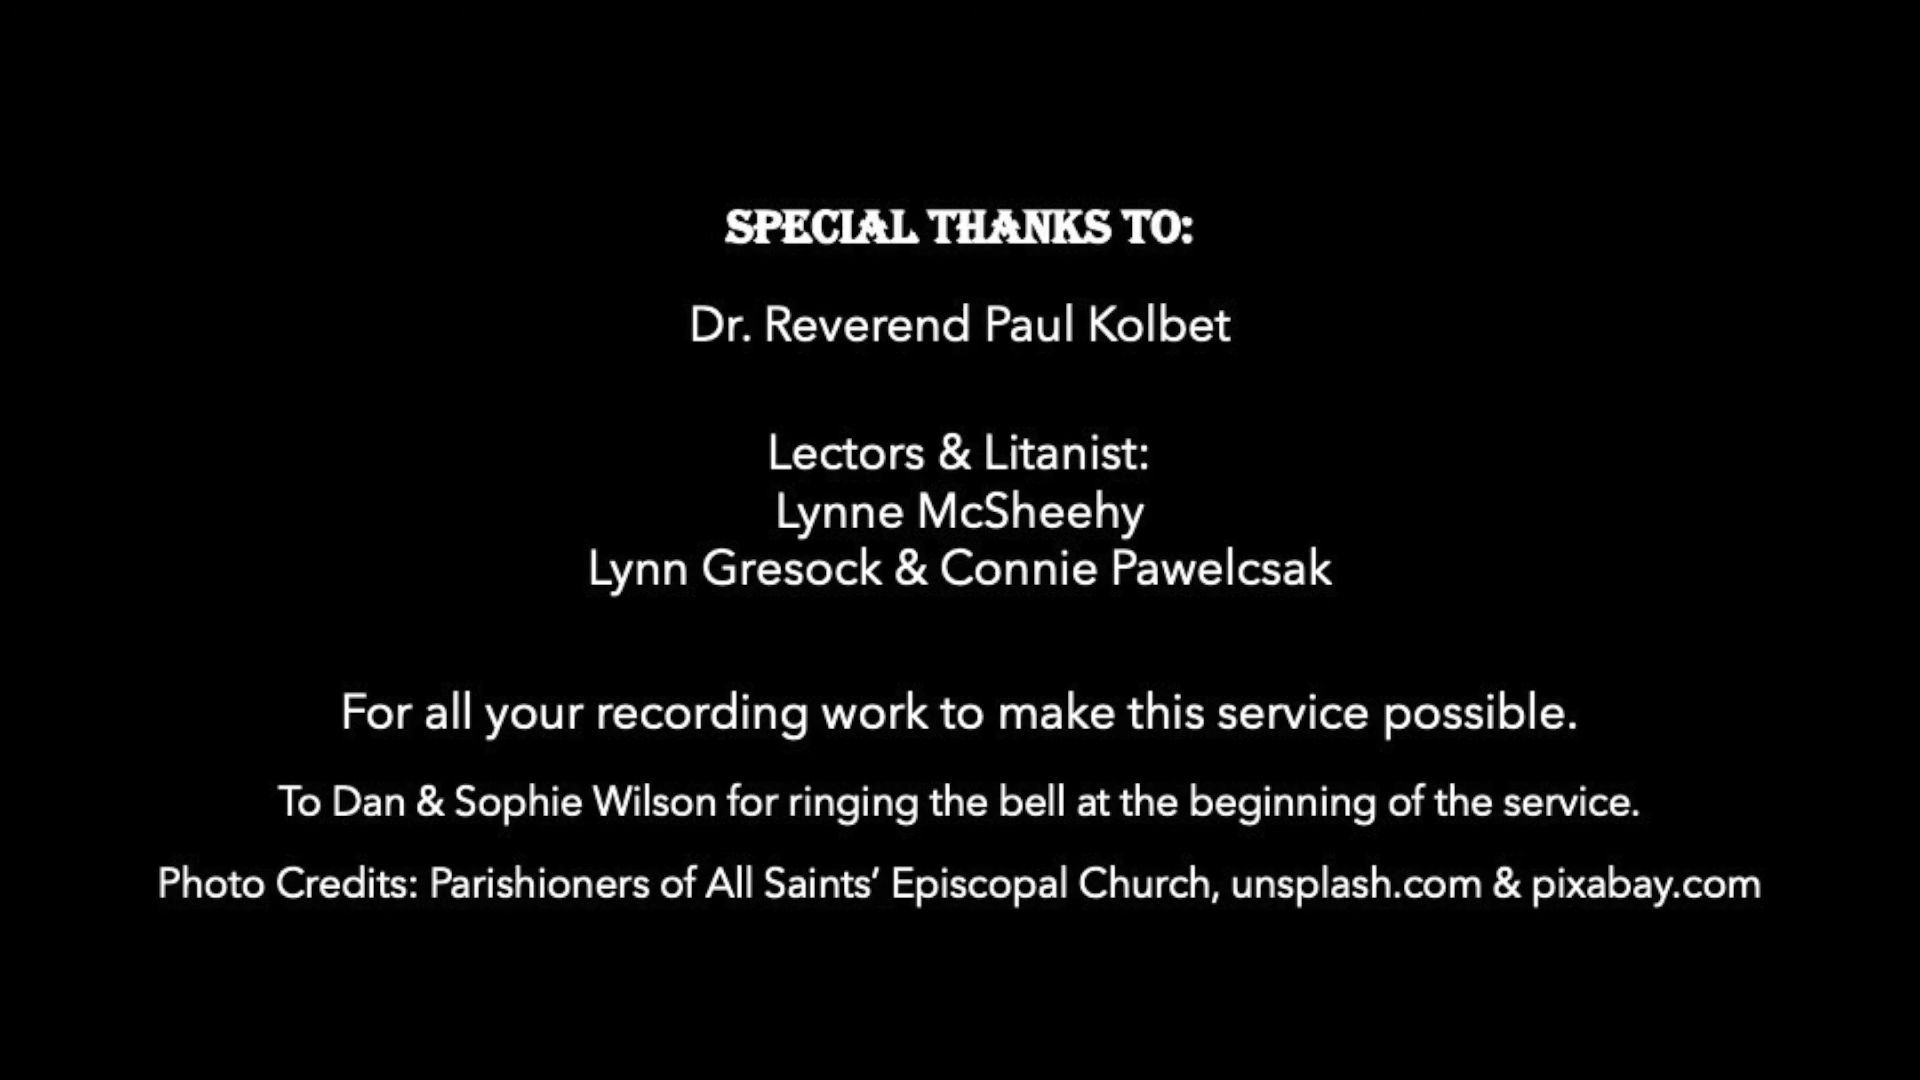 SPECIAL THANKS TO:
Dr. Reverend Paul Kolbet
Lectors & Litanist:
Lynne McSheehy
Lynn Gresock & Connie Pawelcsak
For all your recording work to make this service possible.
To Dan & Sophie Wilson for ringing the bell at the beginning of the service.
Photo Credits: Parishioners of All Saints’ Episcopal Church, unsplash.com & pixabay.com